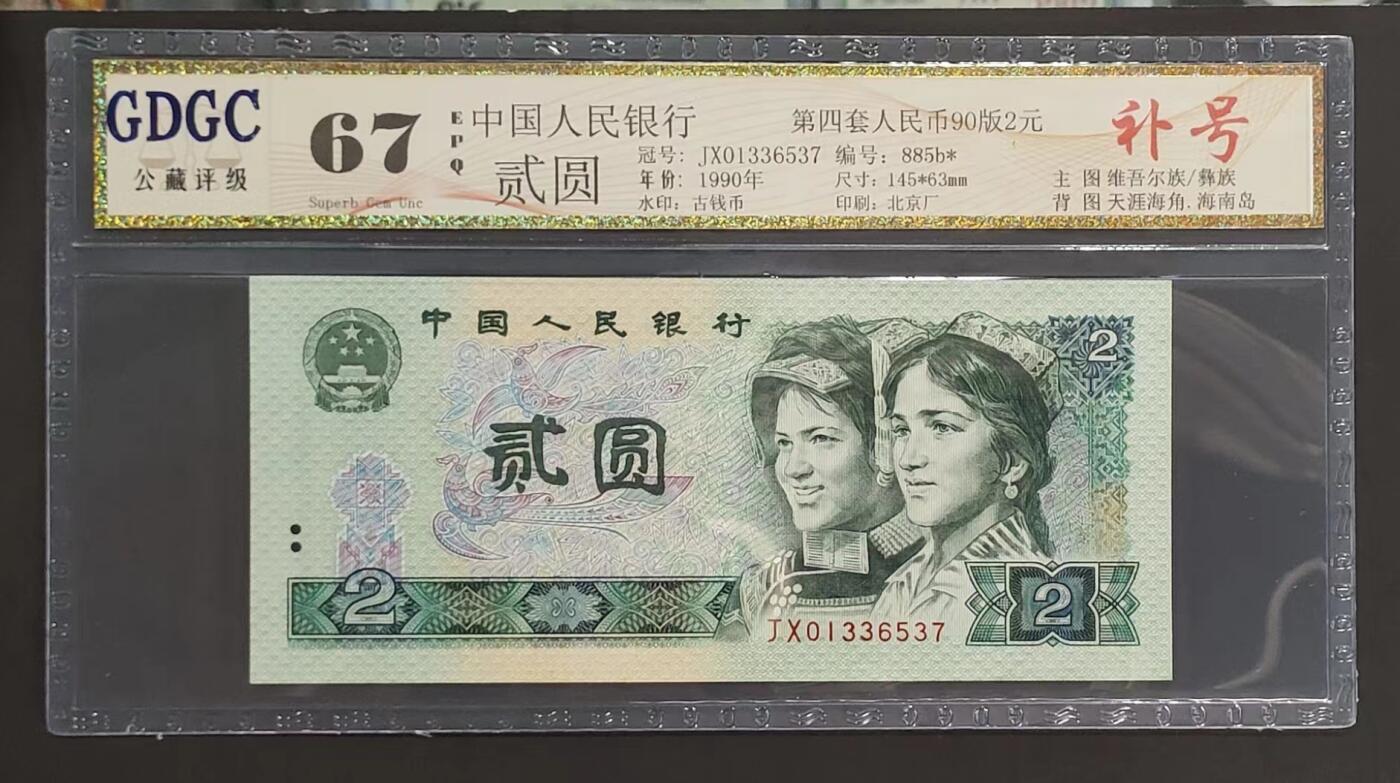 GDGC
公藏评级
67
EPQ
Superb Gem Unc
中国人民银行
贰圆
第四套人民币90版2元
冠号: JX01336537 编号: 885b*
年份: 1990年 尺寸: 145*63mm
水印: 古钱币 印刷: 北京厂
补号
主 图 维吾尔族/彝族
背 图 天涯海角.海南岛
中国人民银行
2
贰圆
2
2
JX01336537